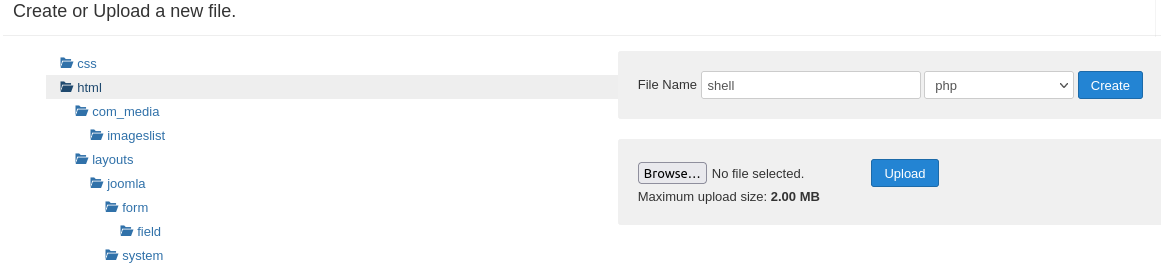 Create or Upload a new file.
css
html
com_media
imageslist
layouts
joomla
form
field
system
File Name shell php Create
Browse... No file selected. Upload
Maximum upload size: 2.00 MB